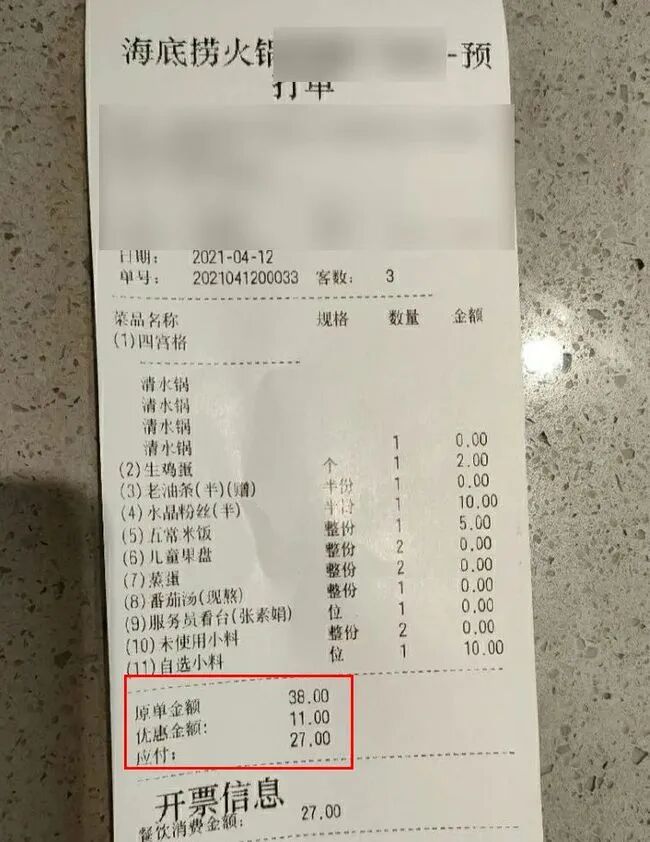 海底捞火锅 -预
打单
日期: 2021-04-12
单号: 2021041200033 客数: 3
菜品名称 规格 数量 金额
(1)四宫格
清水锅
清水锅
清水锅
清水锅 1 0.00
(2)生鸡蛋 个 1 2.00
(3)老油条(半)(赠) 半份 1 0.00
(4)水晶粉丝(半) 半份 1 10.00
(5)五常米饭 整份 1 5.00
(6)儿童果盘 整份 2 0.00
(7)蒸蛋 整份 2 0.00
(8)番茄汤(现熬) 整份 1 0.00
(9)服务员看台(张素娟) 位 1 0.00
(10)未使用小料 整份 2 0.00
(11)自选小料 位 1 10.00
原单金额 38.00
优惠金额: 11.00
应付: 27.00
开票信息
餐饮消费金额: 27.00